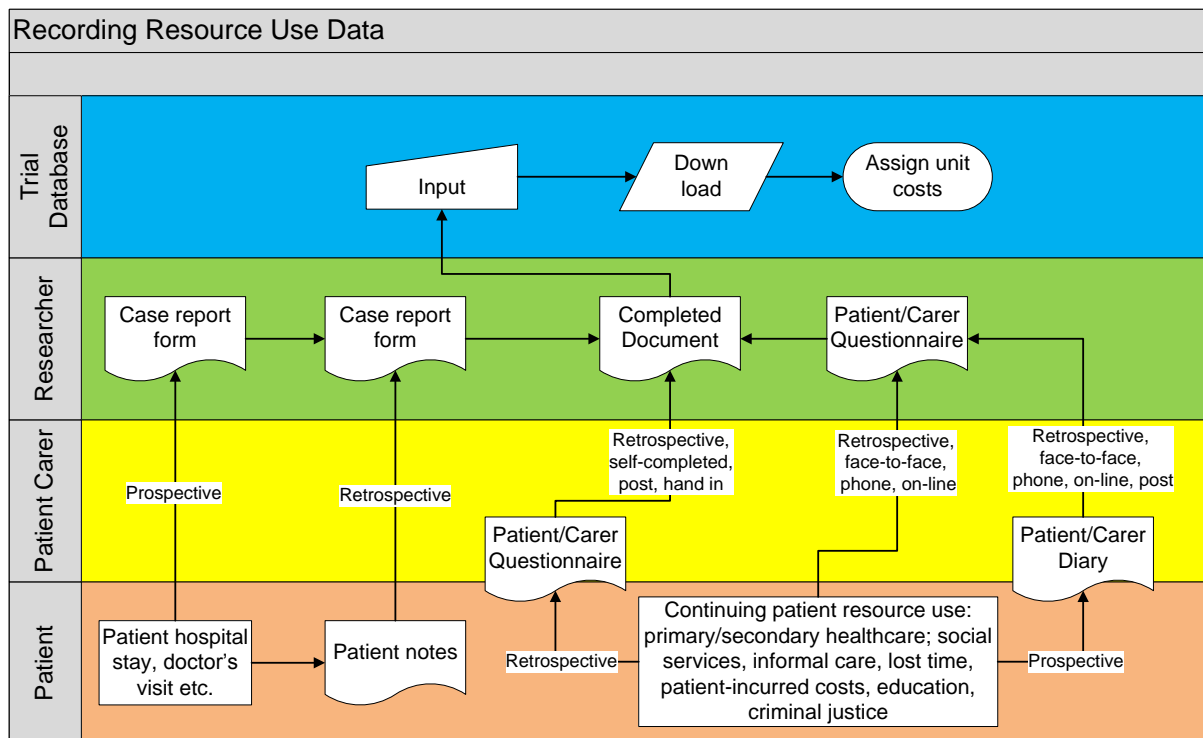 Recording Resource Use Data
Trial
Database
Input
Down
load
Assign unit
costs
Researcher
Case report
form
Case report
form
Completed
Document
Patient/Carer
Questionnaire
Patient Carer
Prospective
Retrospective
Retrospective,
self-completed,
post, hand in
Retrospective,
face-to-face,
phone, on-line
Retrospective,
face-to-face,
phone, on-line, post
Patient/Carer
Questionnaire
Patient/Carer
Diary
Patient
Patient hospital
stay, doctor's
visit etc.
Patient notes
Retrospective
Continuing patient resource use:
primary/secondary healthcare; social
services, informal care, lost time,
patient-incurred costs, education,
criminal justice
Prospective